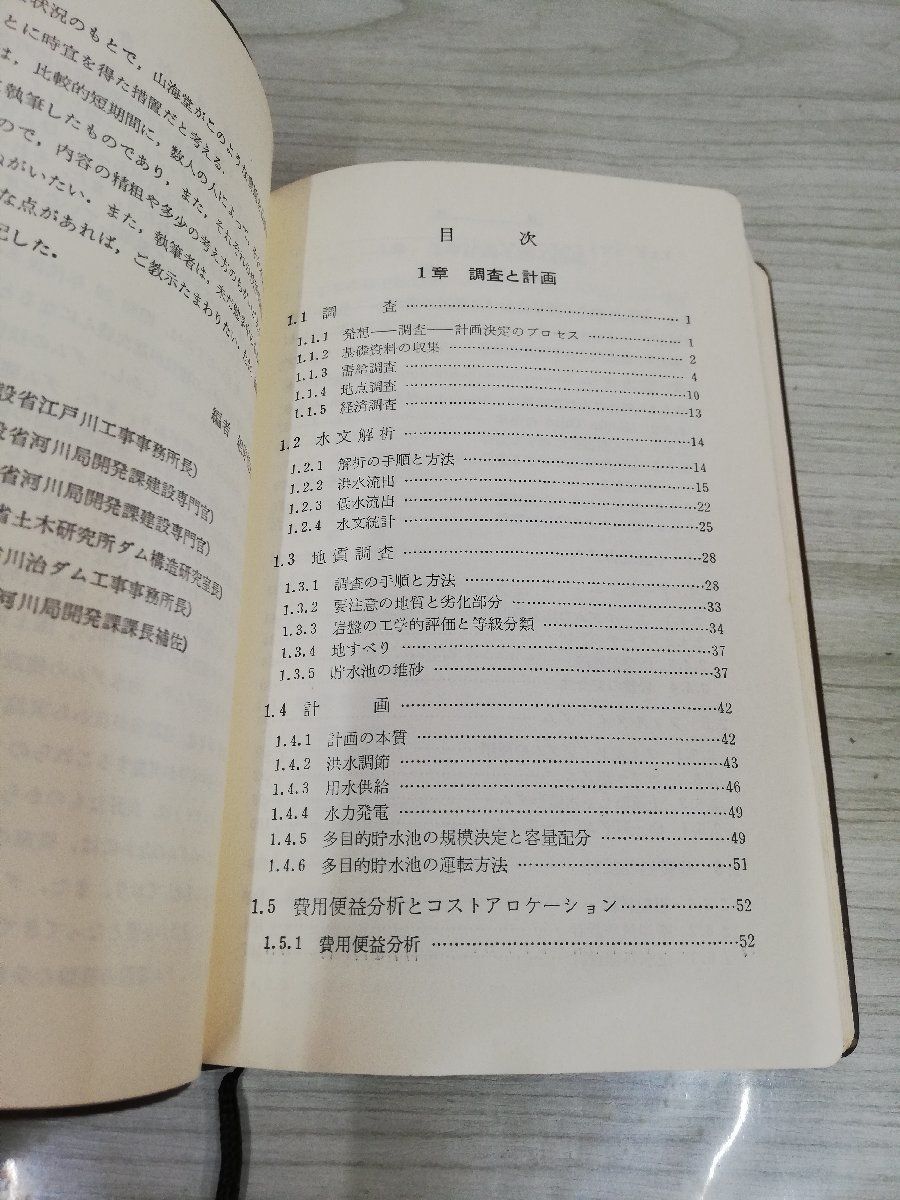 状況のもとで，山海堂がこのような
とに時宜を得た措置だと考える．
は，比較的短期間に，数人の人によって，
執筆したものであり，また，それぞれの
ので，内容の精粗や多少の考え方のちがい
ねがいたい．また，執筆者は，
な点があれば，ご教示たまわりたい．
記した．
編者
設省江戸川工事事務所長）
設省河川局開発課建設専門官）
省河川局開発課建設専門官）
省土木研究所ダム構造研究室長）
川治ダム工事事務所長）
河川局開発課課長補佐）
目 次
1章 調査と計画
1.1 調 査 …… 1
1.1.1 発想——調査——計画決定のプロセス …… 1
1.1.2 基礎資料の収集 …… 2
1.1.3 需給調査 …… 4
1.1.4 地点調査 …… 10
1.1.5 経済調査 …… 13
1.2 水文解析 …… 14
1.2.1 解析の手順と方法 …… 14
1.2.2 洪水流出 …… 15
1.2.3 低水流出 …… 22
1.2.4 水文統計 …… 25
1.3 地質調査 …… 28
1.3.1 調査の手順と方法 …… 28
1.3.2 要注意の地質と劣化部分 …… 33
1.3.3 岩盤の工学的評価と等級分類 …… 34
1.3.4 地すべり …… 37
1.3.5 貯水池の堆砂 …… 37
1.4 計 画 …… 42
1.4.1 計画の本質 …… 42
1.4.2 洪水調節 …… 43
1.4.3 用水供給 …… 46
1.4.4 水力発電 …… 49
1.4.5 多目的貯水池の規模決定と容量配分 …… 49
1.4.6 多目的貯水池の運転方法 …… 51
1.5 費用便益分析とコストアロケーション …… 52
1.5.1 費用便益分析 …… 52